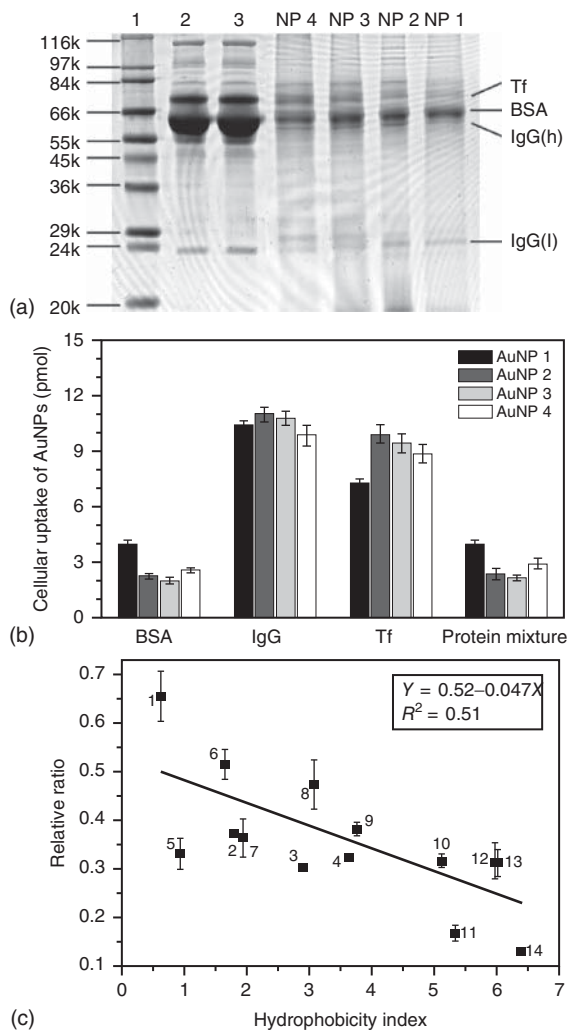 1 2 3 NP 4 NP 3 NP 2 NP 1
116k
97k
84k
66k
55k
45k
36k
29k
24k
20k
Tf
BSA
IgG(h)
IgG(l)
(a)
15
12
9
6
3
0
Cellular uptake of AuNPs (pmol)
AuNP 1
AuNP 2
AuNP 3
AuNP 4
BSA IgG Tf Protein mixture
(b)
0.7
0.6
0.5
0.4
0.3
0.2
0.1
Relative ratio
Y = 0.52–0.047X
R² = 0.51
1
6
8
5
2
7
3
4
9
10
12
13
11
14
0 1 2 3 4 5 6 7
Hydrophobicity index
(c)